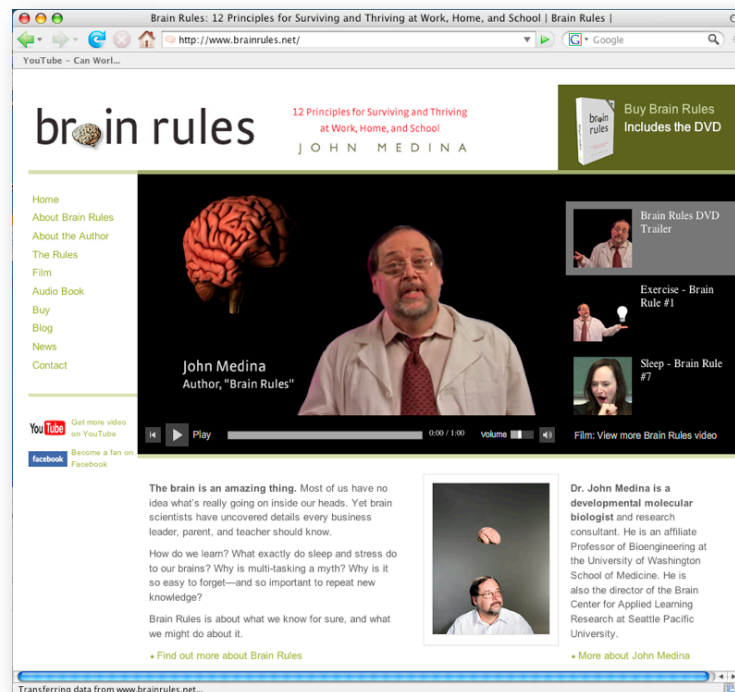 Brain Rules: 12 Principles for Surviving and Thriving at Work, Home, and School | Brain Rules |
http://www.brainrules.net/
Google
YouTube – Can Worl...
brain rules
12 Principles for Surviving and Thriving
at Work, Home, and School
JOHN MEDINA
brain
rules
Buy Brain Rules
Includes the DVD
Home
About Brain Rules
About the Author
The Rules
Film
Audio Book
Buy
Blog
News
Contact
YouTube
Get more video
on YouTube
facebook
Become a fan on
Facebook
John Medina
Author, "Brain Rules"
Play
0:00 / 1:00
Volume
Brain Rules DVD
Trailer
Exercise - Brain
Rule #1
Sleep - Brain Rule
#7
Film: View more Brain Rules video
The brain is an amazing thing. Most of us have no
idea what's really going on inside our heads. Yet brain
scientists have uncovered details every business
leader, parent, and teacher should know.
How do we learn? What exactly do sleep and stress do
to our brains? Why is multi-tasking a myth? Why is it
so easy to forget—and so important to repeat new
knowledge?
Brain Rules is about what we know for sure, and what
we might do about it.
• Find out more about Brain Rules
Dr. John Medina is a
developmental molecular
biologist and research
consultant. He is an affiliate
Professor of Bioengineering at
the University of Washington
School of Medicine. He is
also the director of the Brain
Center for Applied Learning
Research at Seattle Pacific
University.
• More about John Medina
Transferring data from www.brainrules.net...